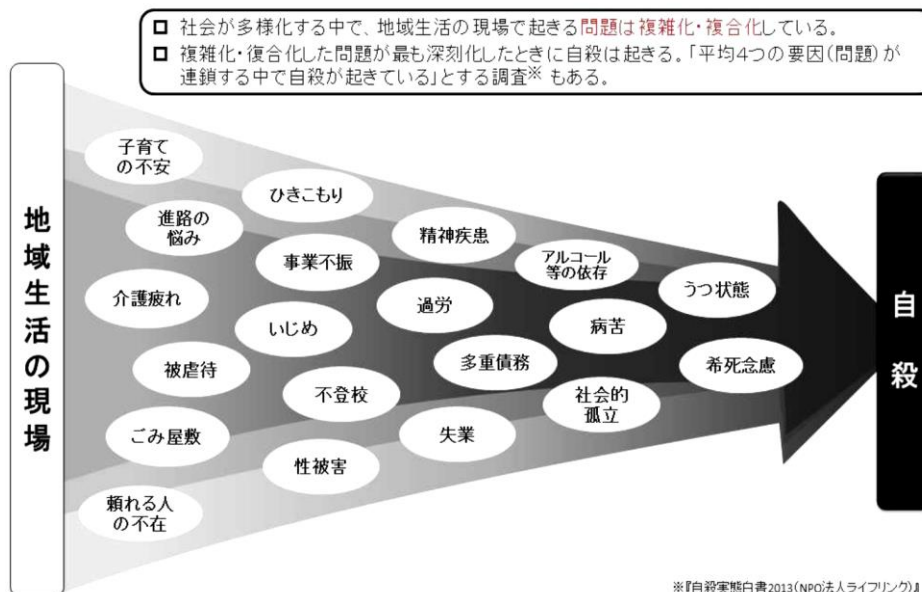 □ 社会が多様化する中で、地域生活の現場で起きる問題は複雑化・複合化している。
□ 複雑化・復合化した問題が最も深刻化したときに自殺は起きる。「平均4つの要因(問題)が
連鎖する中で自殺が起きている」とする調査※ もある。
地域生活の現場
子育て
の不安
ひきこもり
進路の
悩み
精神疾患
事業不振
アルコール
等の依存
うつ状態
介護疲れ
過労
いじめ
病苦
被虐待
多重債務
希死念慮
不登校
社会的
孤立
ごみ屋敷
失業
性被害
頼れる人
の不在
自殺
※『自殺実態白書2013(NPO法人ライフリンク)』